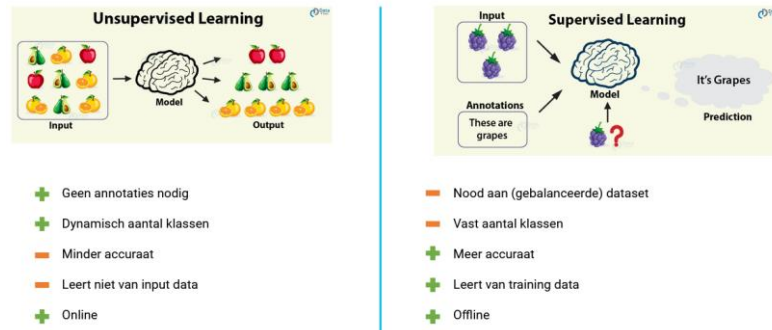 Unsupervised Learning
Input
Model
Output
Geen annotaties nodig
Dynamisch aantal klassen
Minder accuraat
Leert niet van input data
Online
Supervised Learning
Input
Annotations
These are
grapes
Model
It's Grapes
Prediction
Nood aan (gebalanceerde) dataset
Vast aantal klassen
Meer accuraat
Leert van training data
Offline